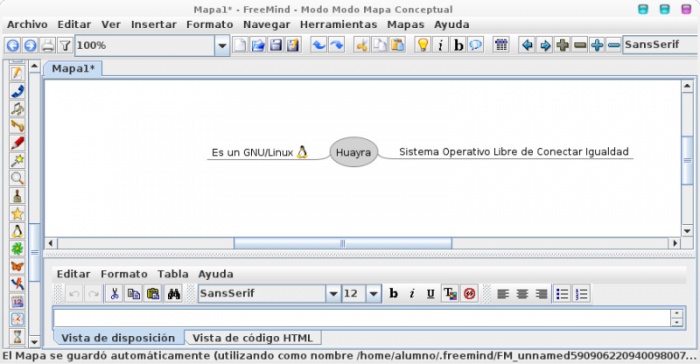 Mapa1* - FreeMind - Modo Modo Mapa Conceptual
Archivo Editar Ver Insertar Formato Navegar Herramientas Mapas Ayuda
100% i b SansSerif
Mapa1*
Es un GNU/Linux Huayra Sistema Operativo Libre de Conectar Igualdad
Editar Formato Tabla Ayuda
SansSerif 12 b i u
Vista de disposición Vista de código HTML
El Mapa se guardó automáticamente (utilizando como nombre /home/alumno/.freemind/FM_unnamed590906220940098007...